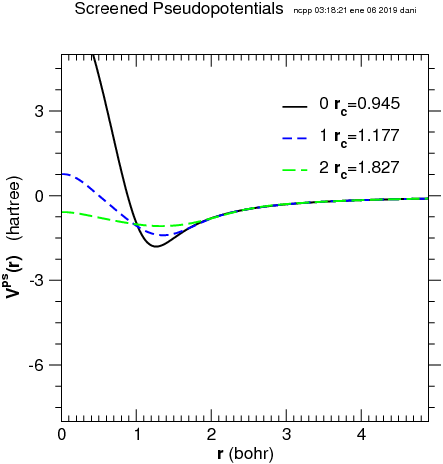 Screened Pseudopotentials ncpp 03:18:21 ene 06 2019 dani
0 rc=0.945
1 rc=1.177
2 rc=1.827
3
0
-3
-6
Vps(r) (hartree)
0 1 2 3 4
r (bohr)